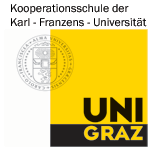 Kooperationsschule der
Karl - Franzens - Universität
UNI
GRAZ